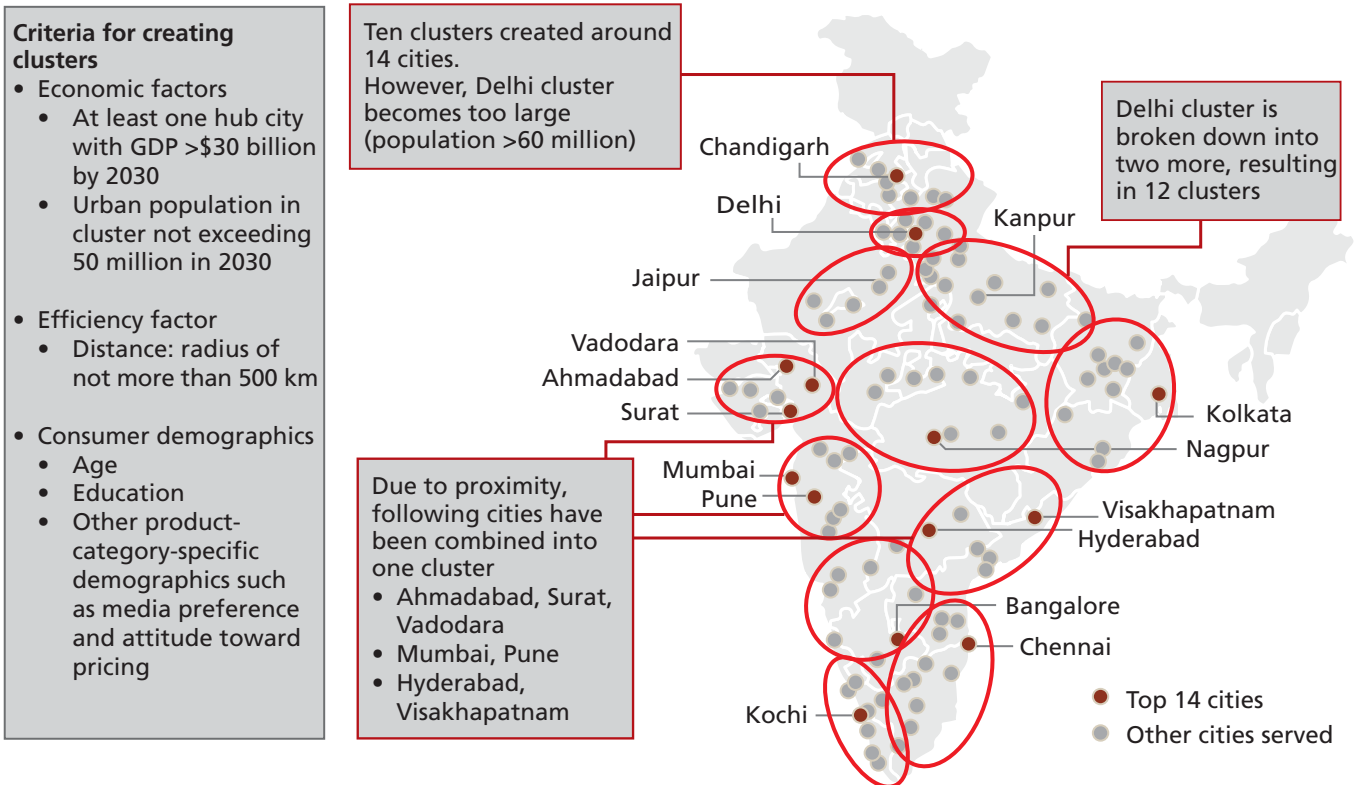 Criteria for creating
clusters
• Economic factors
• At least one hub city
with GDP >$30 billion
by 2030
• Urban population in
cluster not exceeding
50 million in 2030
• Efficiency factor
• Distance: radius of
not more than 500 km
• Consumer demographics
• Age
• Education
• Other product-
category-specific
demographics such
as media preference
and attitude toward
pricing
Ten clusters created around
14 cities.
However, Delhi cluster
becomes too large
(population >60 million)
Delhi cluster is
broken down into
two more, resulting
in 12 clusters
Due to proximity,
following cities have
been combined into
one cluster
• Ahmadabad, Surat,
Vadodara
• Mumbai, Pune
• Hyderabad,
Visakhapatnam
Chandigarh
Delhi
Kanpur
Jaipur
Vadodara
Ahmadabad
Surat
Kolkata
Nagpur
Mumbai
Pune
Visakhapatnam
Hyderabad
Bangalore
Chennai
Kochi
Top 14 cities
Other cities served